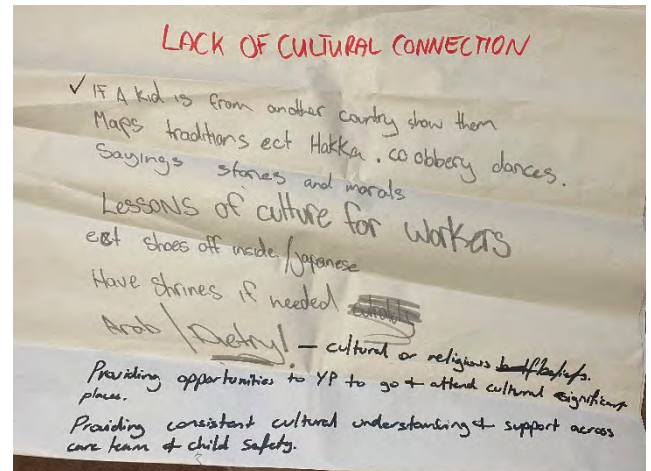 LACK OF CULTURAL CONNECTION
✓ IF A kid is from another country show them
Maps traditions ect Hakka . co obbery dances.
Sayings stories and morals
LESSONS of culture for workers
ect shoes off inside/japanese
Have shrines if needed
Arab / Dietry! – cultural or religious beliefs.
Providing opportunities to YP to go + attend cultural significant
places.
Providing consistent cultural understanding + support across
care team + child safety.